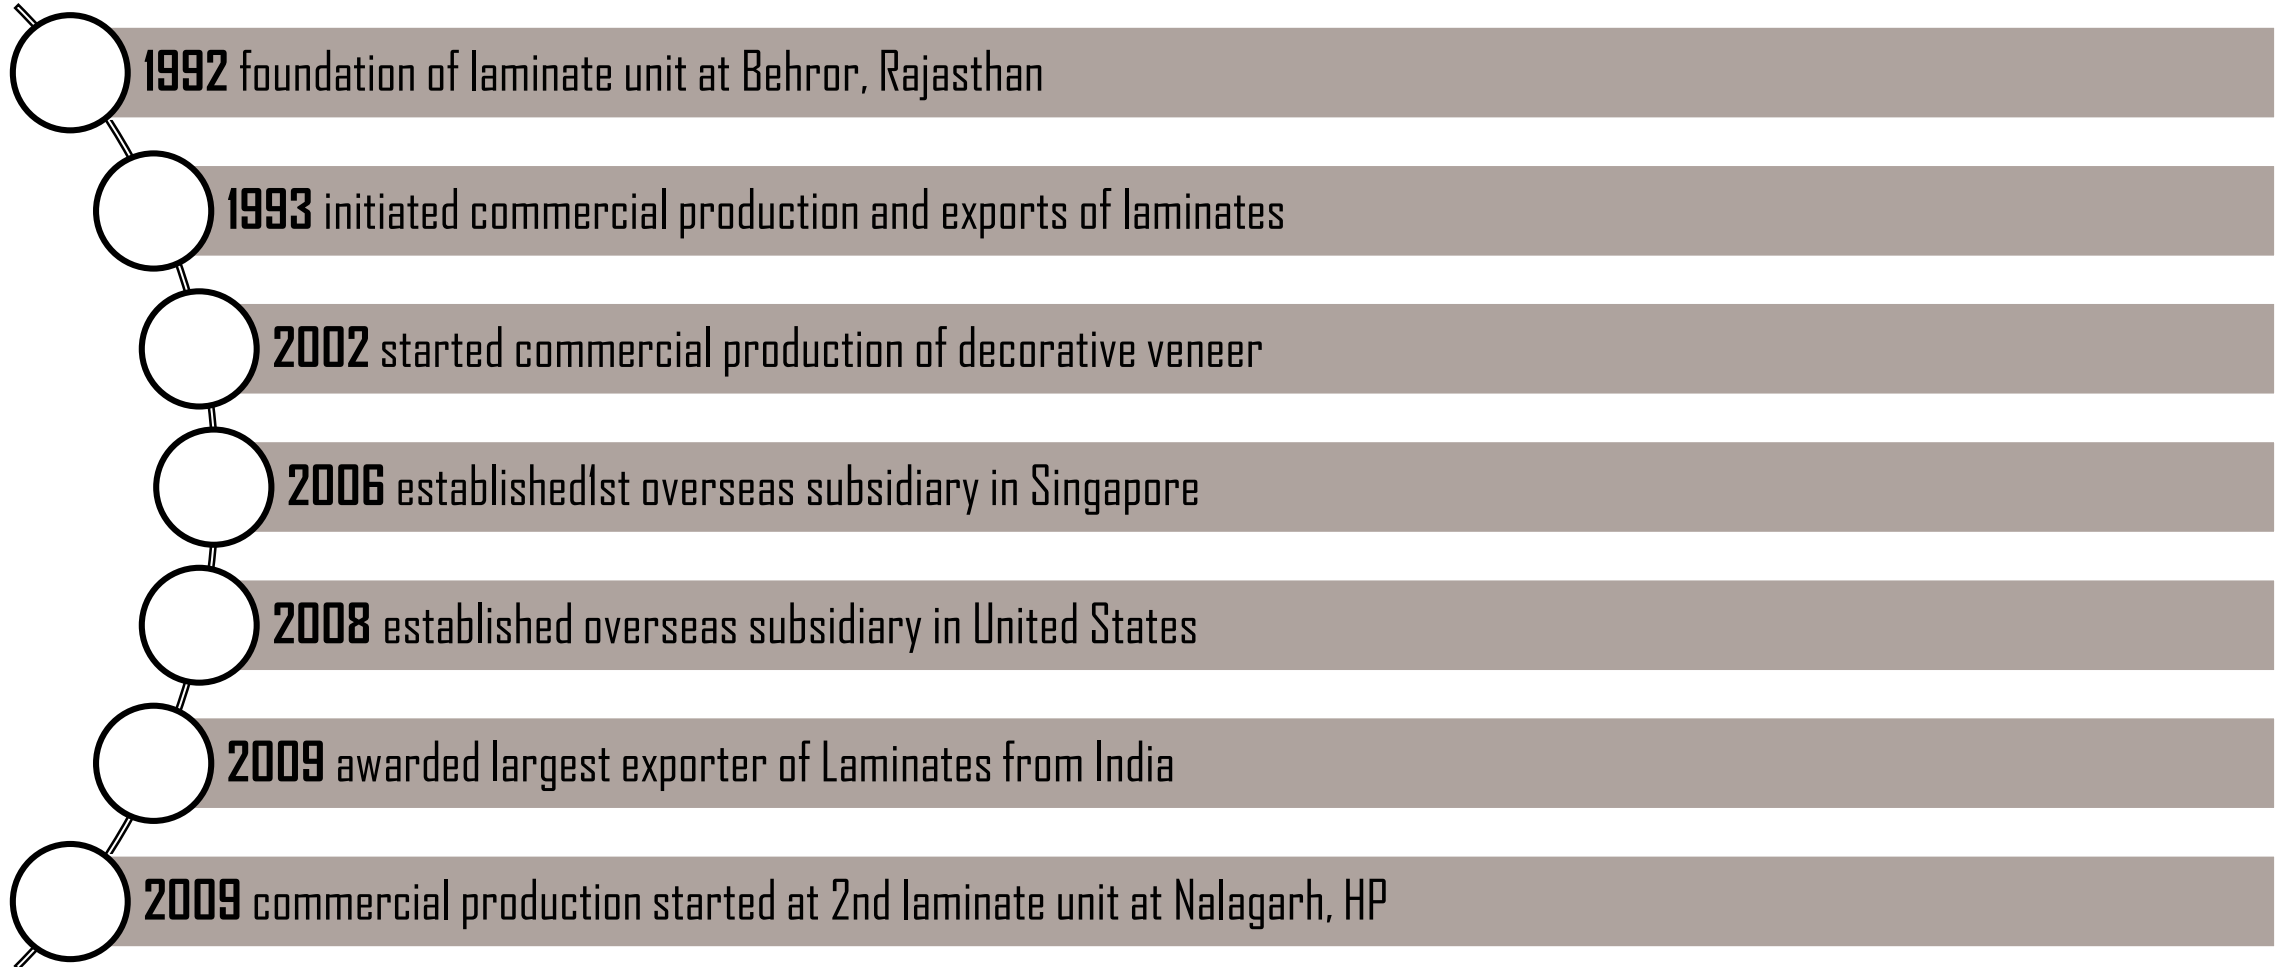 1992 foundation of laminate unit at Behror, Rajasthan
1993 initiated commercial production and exports of laminates
2002 started commercial production of decorative veneer
2006 established1st overseas subsidiary in Singapore
2008 established overseas subsidiary in United States
2009 awarded largest exporter of Laminates from India
2009 commercial production started at 2nd laminate unit at Nalagarh, HP